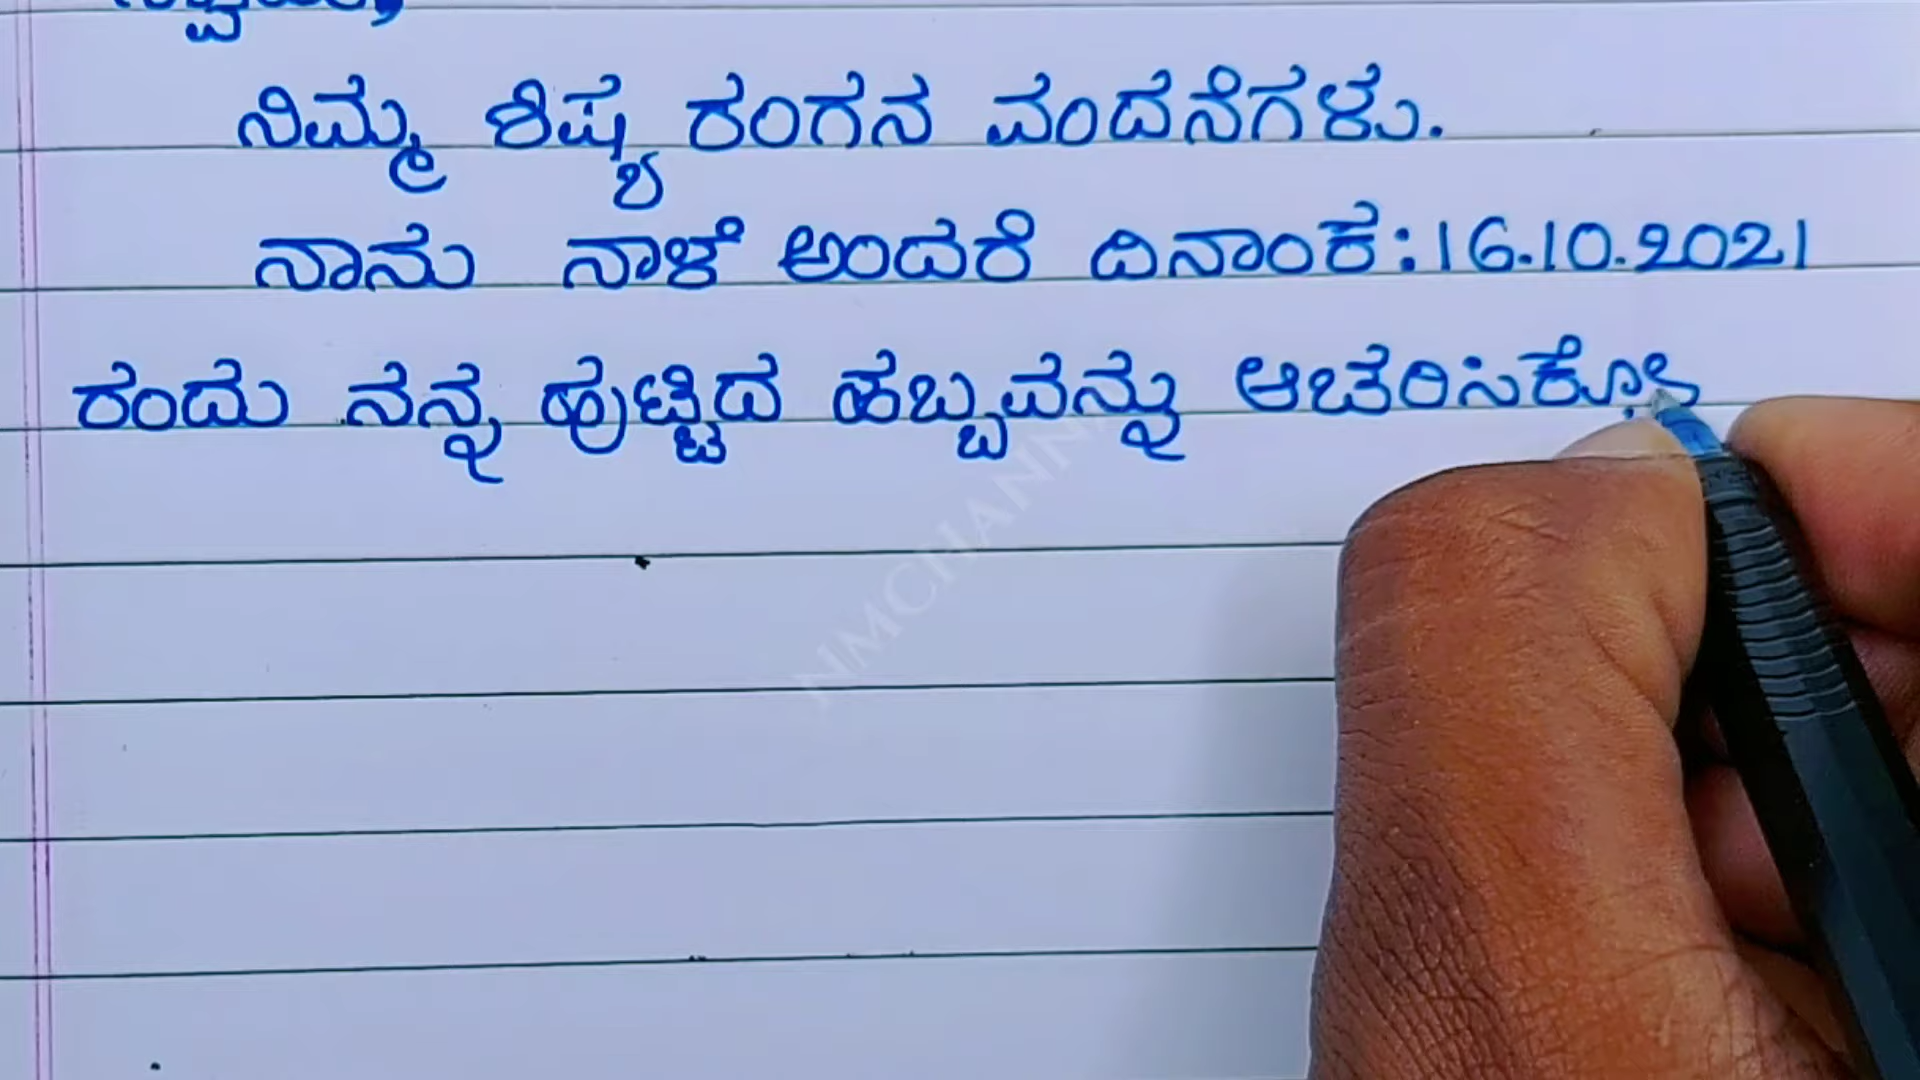 ನಿಮ್ಮ ಶಿಷ್ಯ ರಂಗನ ವಂದನೆಗಳು.
ನಾನು ನಾಳೆ ಅಂದರೆ ದಿನಾಂಕ:16.10.2021
ರಂದು ನನ್ನ ಹುಟ್ಟಿದ ಹಬ್ಬವನ್ನು ಆಚರಿಸಿಕೊ